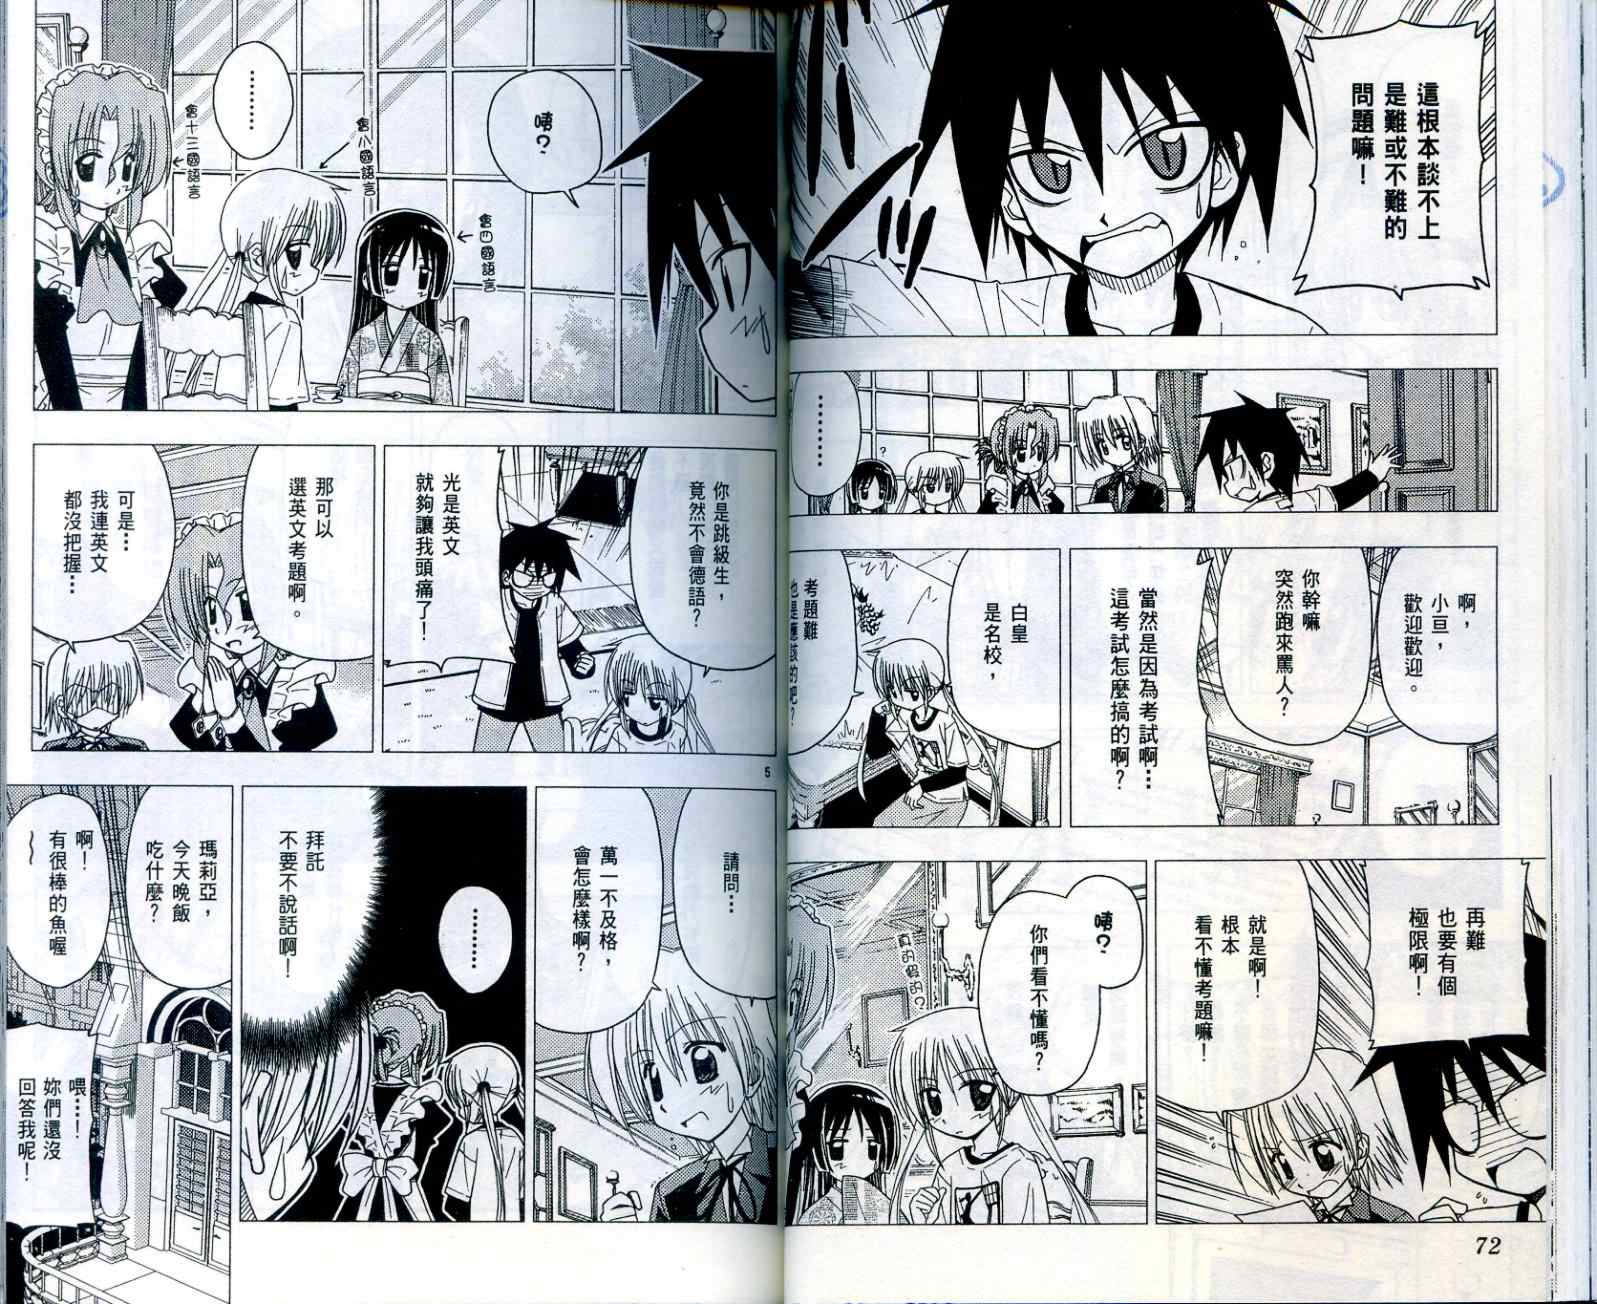 這根本談不上
是難或不難的
問題嘛！
………
?
啊，
小亘，
歡迎歡迎。
你幹嘛
突然跑來罵人？
當然是因為考試啊…
這考試怎麼搞的啊？
白皇
是名校，
考題難
也是應該的吧？
再難
也要有個
極限啊！
就是啊！
根本
看不懂考題嘛！
咦？
你們看不懂嗎？
真的假的？
72
咦？
會四國語言
會八國語言
………
會十三國語言
你是跳級生，
竟然不會德語？
光是英文
就夠讓我頭痛了！
那可以
選英文考題啊。
可是…
我連英文
都沒把握…
5
請問…
萬一不及格，
會怎麼樣啊？
………
拜託
不要不說話啊！
瑪莉亞，
今天晚飯
吃什麼？
啊！
有很棒的魚喔
～
喂……！
妳們還沒
回答我呢！